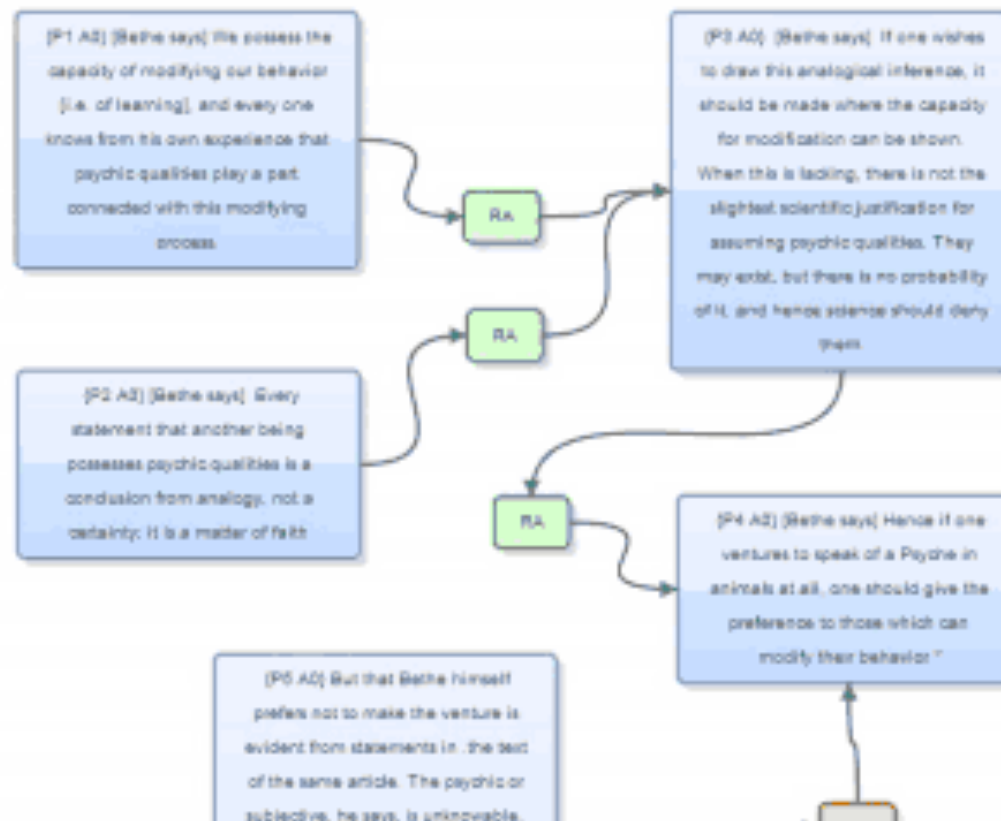 [P1 A0] [Bethe says] We possess the
capacity of modifying our behavior
[i.e. of learning], and every one
knows from his own experience that
psychic qualities play a part
connected with this modifying
process.
RA
[P3 A0] [Bethe says] If one wishes
to draw this analogical inference, it
should be made where the capacity
for modification can be shown.
When this is lacking, there is not the
slightest scientific justification for
assuming psychic qualities. They
may exist, but there is no probability
of it, and hence science should deny
them
RA
[P2 A0] [Bethe says] Every
statement that another being
possesses psychic qualities is a
conclusion from analogy, not a
certainty; it is a matter of faith
RA
[P4 A0] [Bethe says] Hence if one
ventures to speak of a Psyche in
animals at all, one should give the
preference to those which can
modify their behavior "
[P5 A0] But that Bethe himself
prefers not to make the venture is
evident from statements in the text
of the same article. The psychic or
subjective, he says, is unknowable,